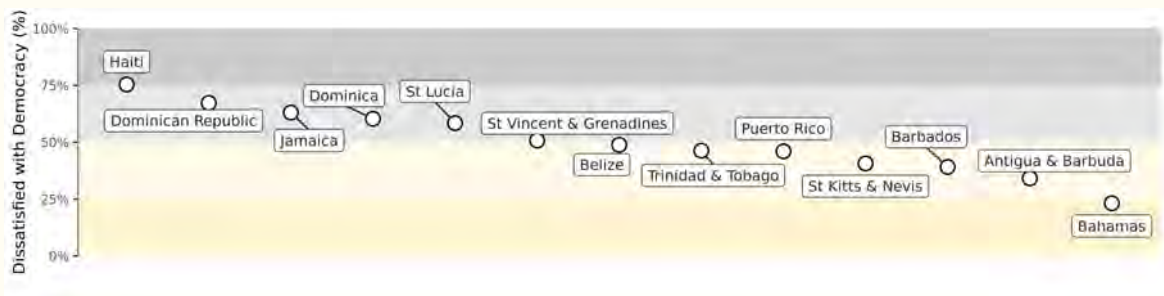 Dissatisfied with Democracy (%)
100%
75%
50%
25%
0%
Haiti
Dominican Republic
Jamaica
Dominica
St Lucia
St Vincent & Grenadines
Belize
Trinidad & Tobago
Puerto Rico
St Kitts & Nevis
Barbados
Antigua & Barbuda
Bahamas